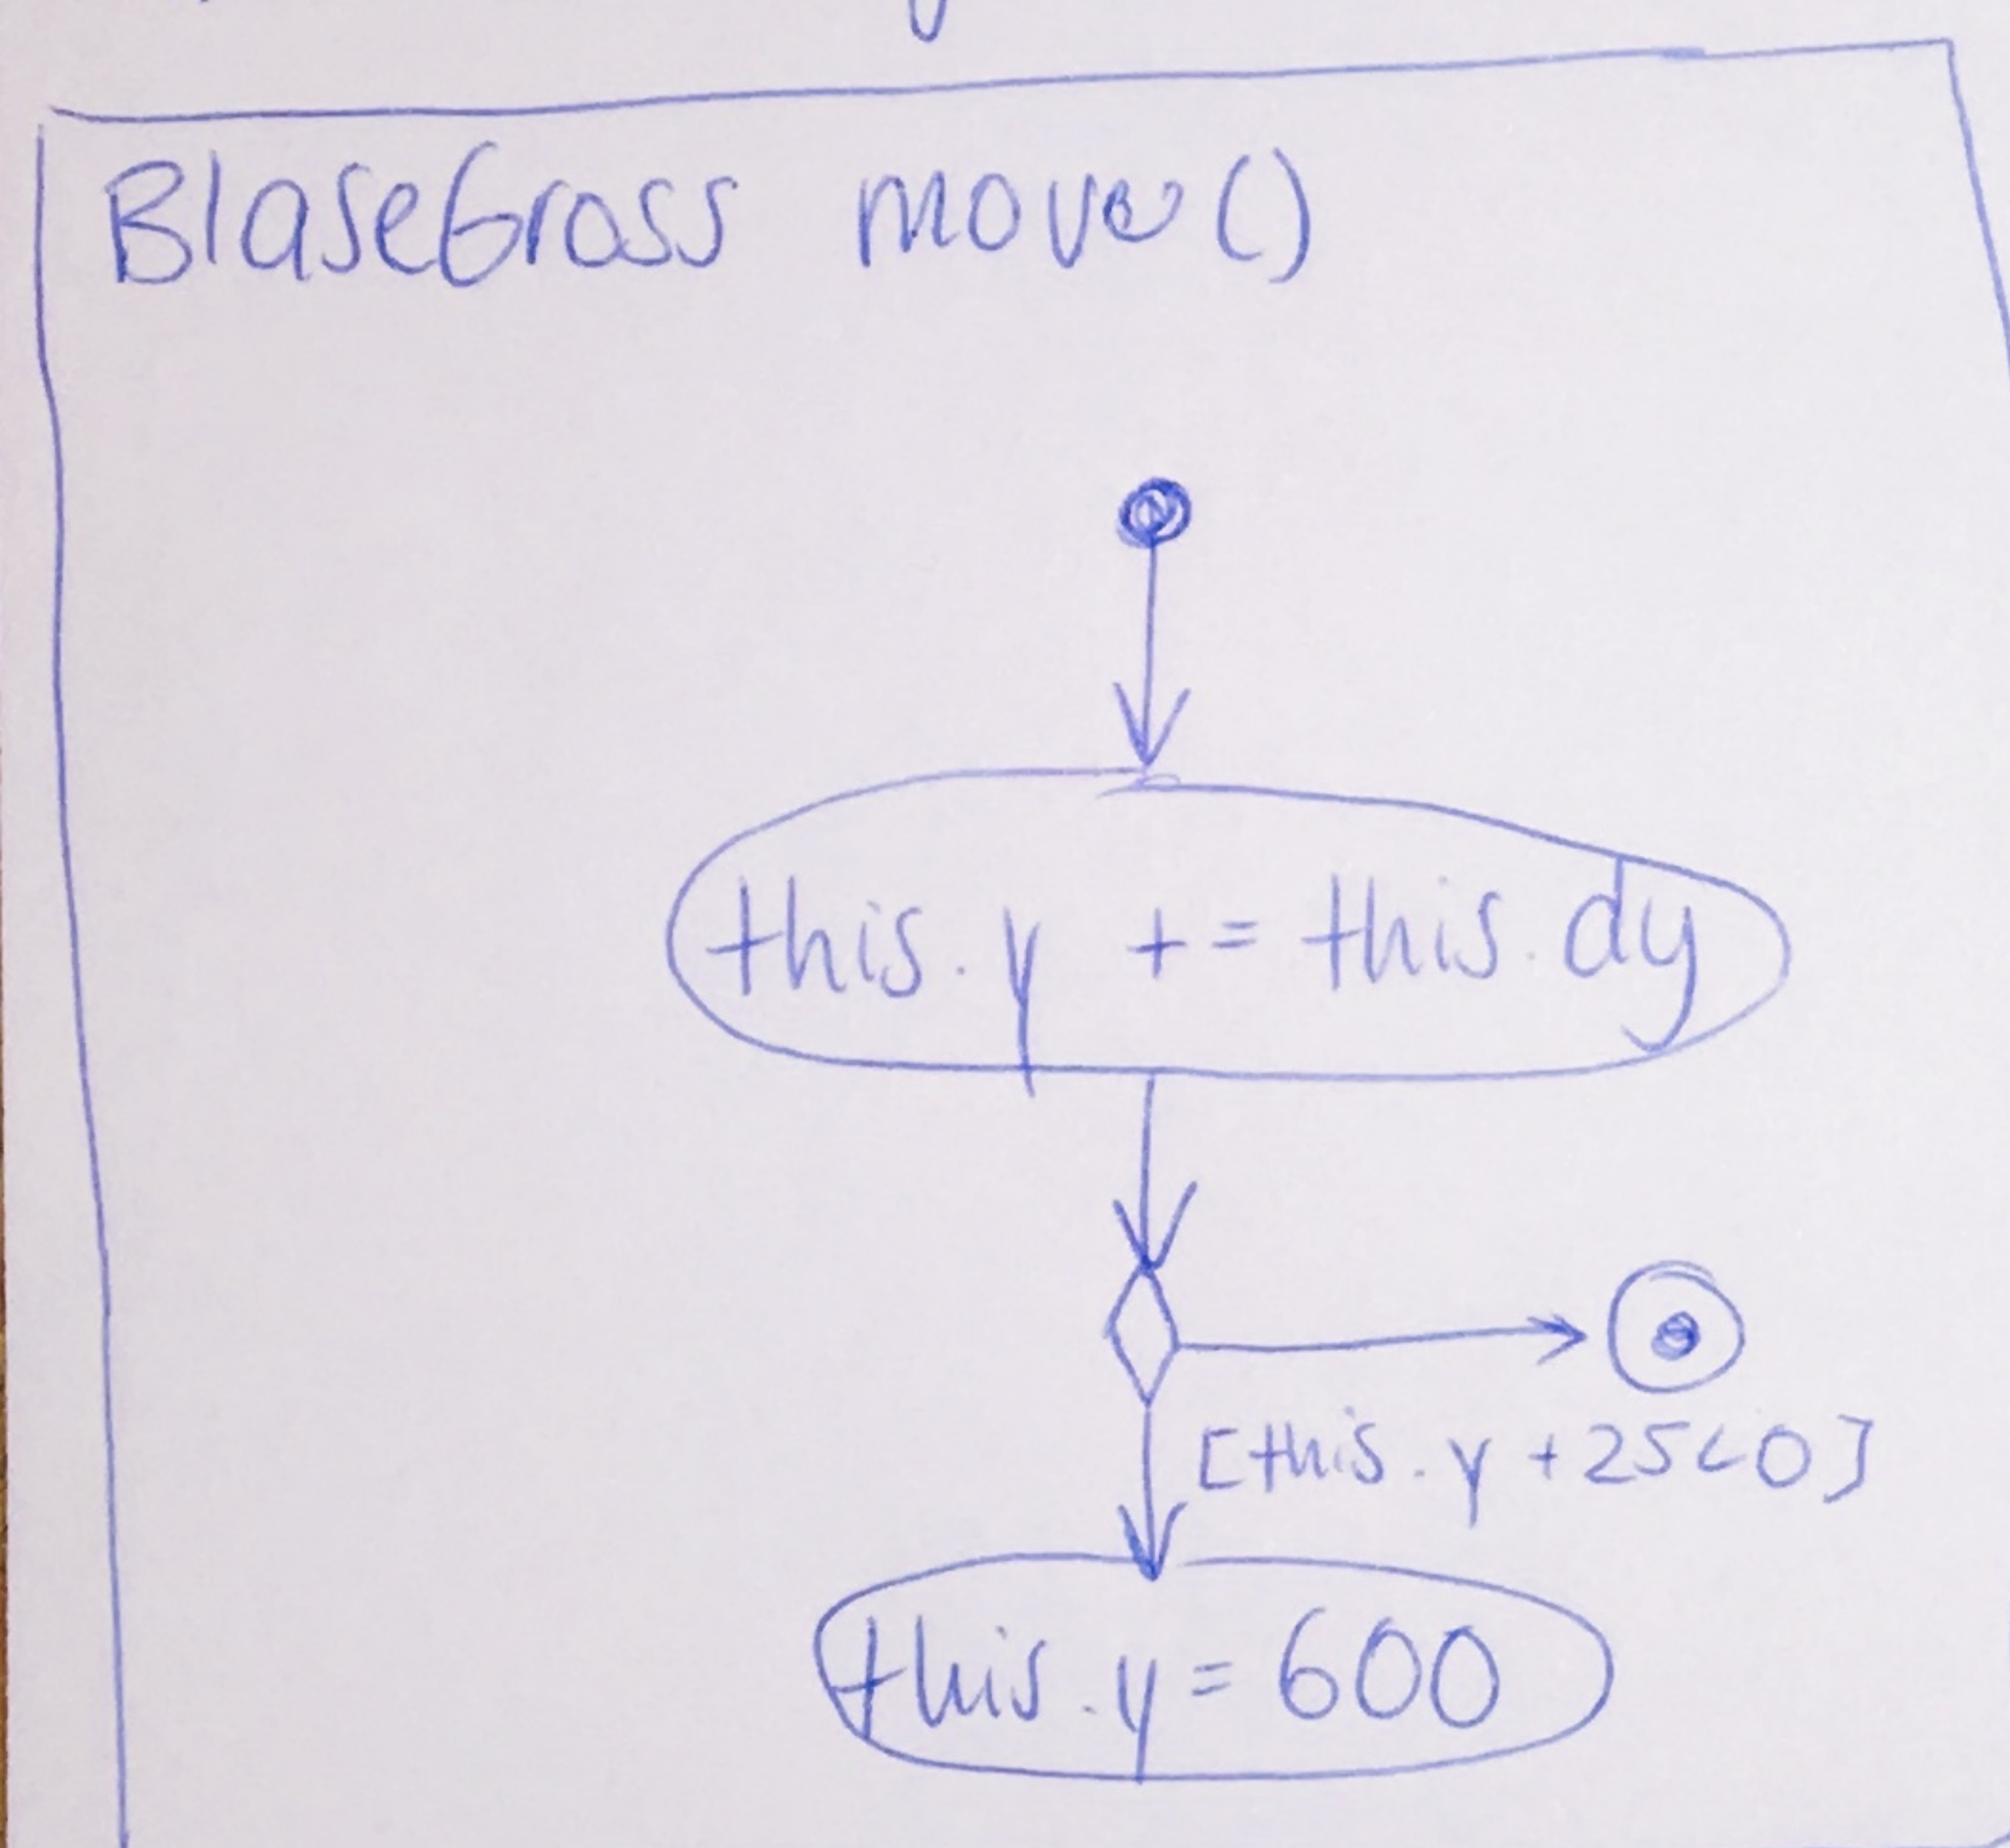 BlaseGross move()
this.y += this.dy
[this.y +25<0]
this.y = 600